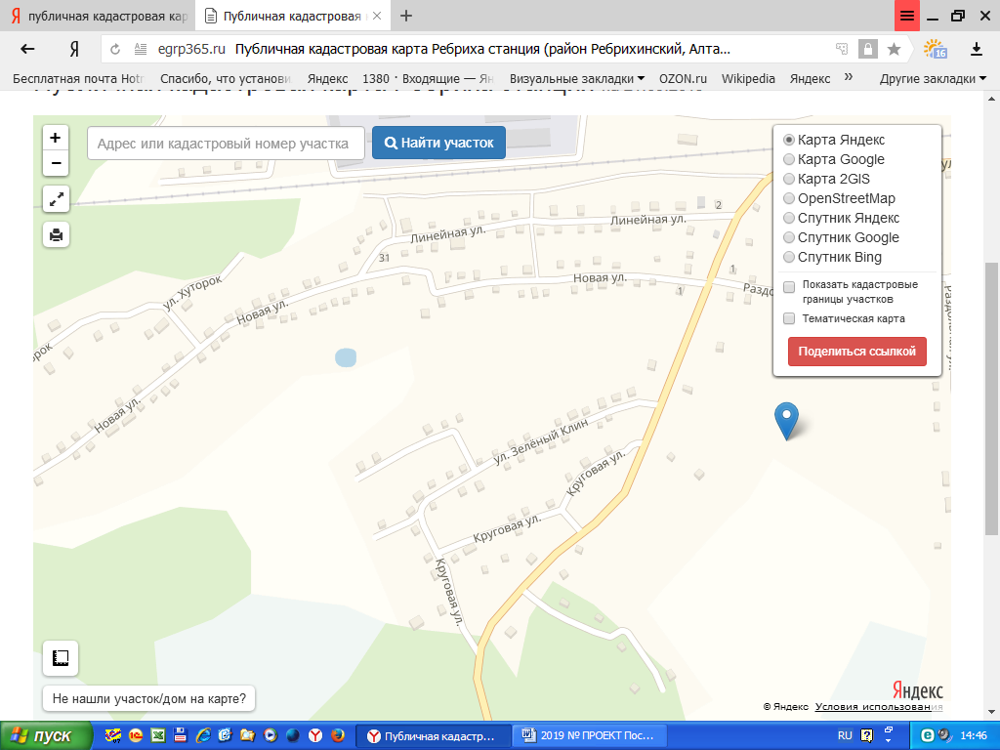 Я публичная кадастровая кар
Публичная кадастровая
egrp365.ru Публичная кадастровая карта Ребриха станция (район Ребрихинский, Алта...
16
Бесплатная почта Hotm
Спасибо, что установи
Яндекс
1380 · Входящие — Ян
Визуальные закладки
OZON.ru
Wikipedia
Яндекс
»
Другие закладки
+
−
Адрес или кадастровый номер участка
Найти участок
Карта Яндекс
Карта Google
Карта 2GIS
OpenStreetMap
Спутник Яндекс
Спутник Google
Спутник Bing
Показать кадастровые
границы участков
Тематическая карта
Поделиться ссылкой
2
Линейная ул.
Линейная ул.
31
1
Новая ул.
1
Раздо
ул. Хуторок
Новая ул.
орок
Новая ул.
ул. Зелёный Клин
Круговая ул.
Круговая ул.
Круговая ул.
Не нашли участок/дом на карте?
Яндекс
© Яндекс Условия использования
пуск
Публичная кадастр...
2019 № ПРОЕКТ Пос...
RU
14:46